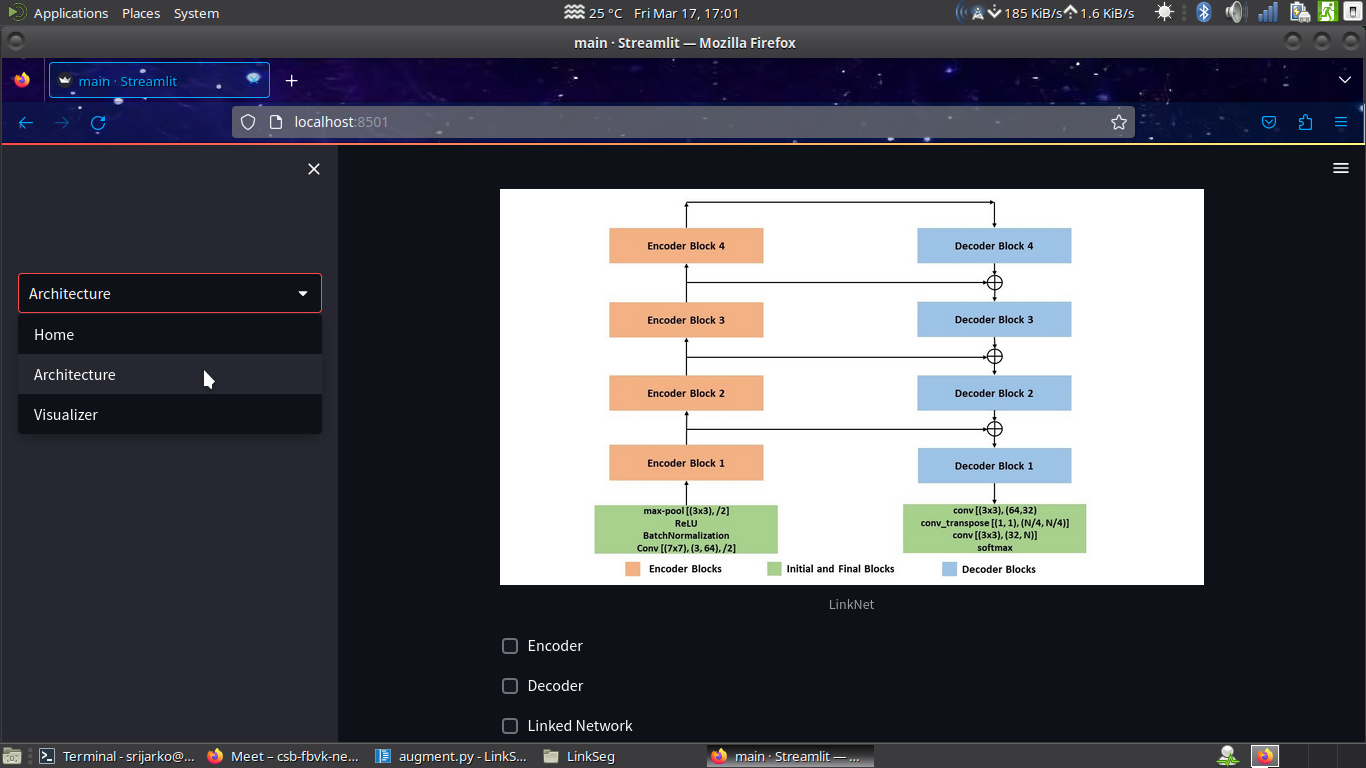 Applications Places System 25 °C Fri Mar 17, 17:01 185 KiB/s 1.6 KiB/s
main · Streamlit — Mozilla Firefox
main · Streamlit
localhost:8501
Architecture
Home
Architecture
Visualizer
Encoder Block 4
Decoder Block 4
Encoder Block 3
Decoder Block 3
Encoder Block 2
Decoder Block 2
Encoder Block 1
Decoder Block 1
max-pool [(3x3), /2]
ReLU
BatchNormalization
Conv [(7x7), (3, 64), /2]
conv [(3x3), (64,32)
conv_transpose [(1, 1), (N/4, N/4)]
conv [(3x3), (32, N)]
softmax
Encoder Blocks
Initial and Final Blocks
Decoder Blocks
LinkNet
Encoder
Decoder
Linked Network
Terminal - srijarko@... Meet – csb-fbvk-ne... augment.py - LinkS... LinkSeg main · Streamlit — ...